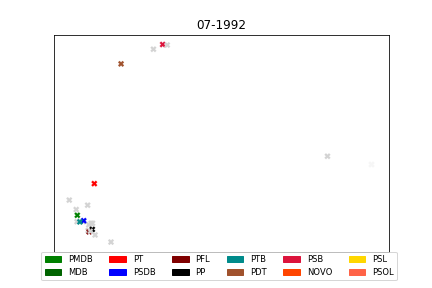 07-1992
PMDB PT PFL PTB PSB PSL
MDB PSDB PP PDT NOVO PSOL